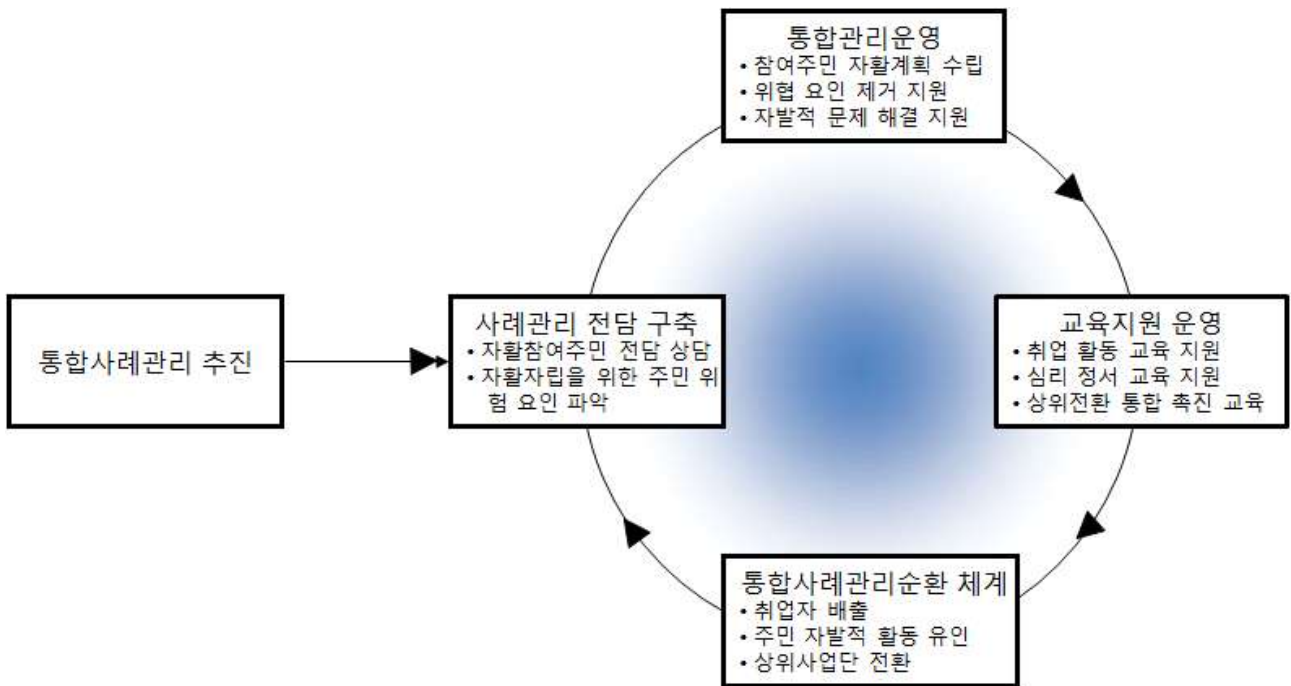 통합관리운영
• 참여주민 자활계획 수립
• 위협 요인 제거 지원
• 자발적 문제 해결 지원
통합사례관리 추진
사례관리 전담 구축
• 자활참여주민 전담 상담
• 자활자립을 위한 주민 위
험 요인 파악
교육지원 운영
• 취업 활동 교육 지원
• 심리 정서 교육 지원
• 상위전환 통합 촉진 교육
통합사례관리순환 체계
• 취업자 배출
• 주민 자발적 활동 유인
• 상위사업단 전환